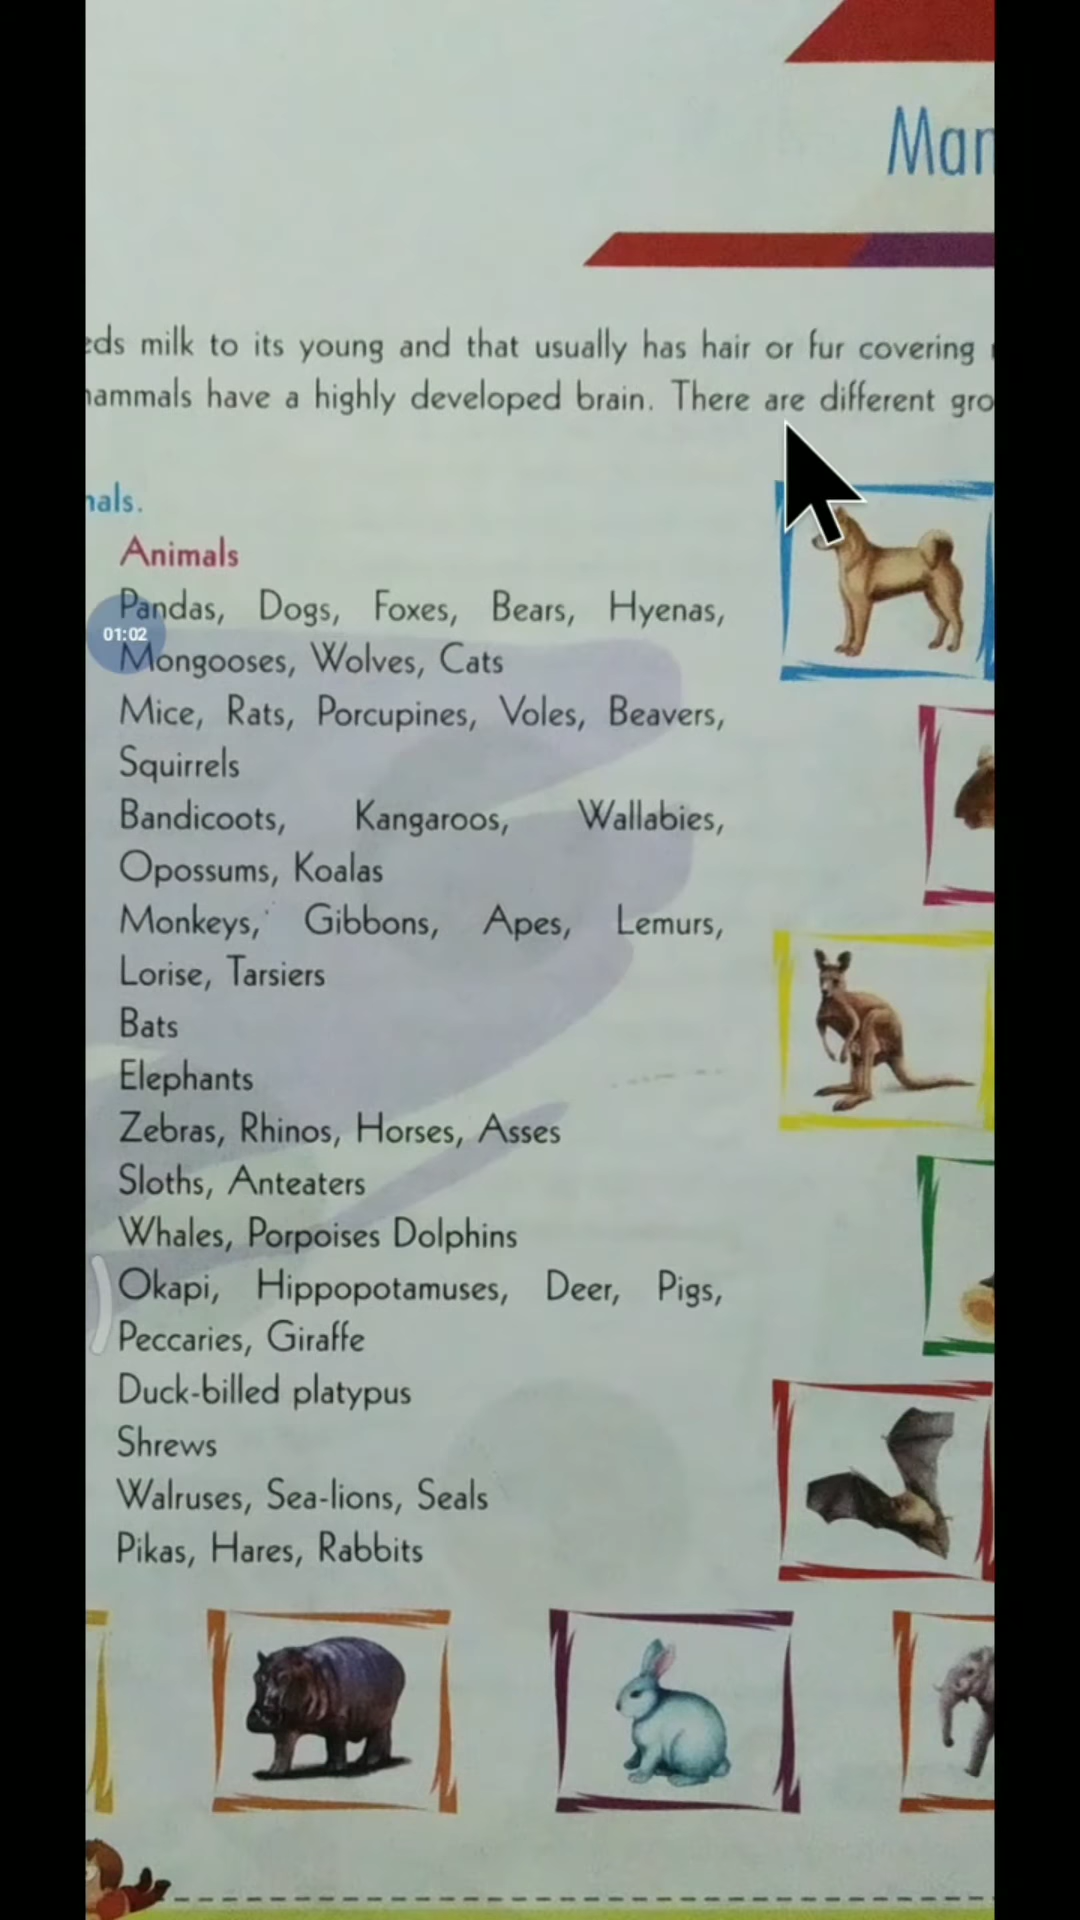 eds milk to its young and that usually has hair or fur covering
mammals have a highly developed brain. There are different
Animals
Pandas, Dogs, Foxes, Bears, Hyenas,
01:02
Mongooses, Wolves, Cats
Mice, Rats, Porcupines, Voles, Beavers,
Squirrels
Bandicoots, Kangaroos, Wallabies,
Opossums, Koalas
Monkeys, Gibbons, Apes, Lemurs,
Lorise, Tarsiers
Bats
Elephants
Zebras, Rhinos, Horses, Asses
Sloths, Anteaters
Whales, Porpoises Dolphins
Okapi, Hippopotamuses, Deer, Pigs,
Peccaries, Giraffe
Duck-billed platypus
Shrews
Walruses, Sea-lions, Seals
Pikas, Hares, Rabbits